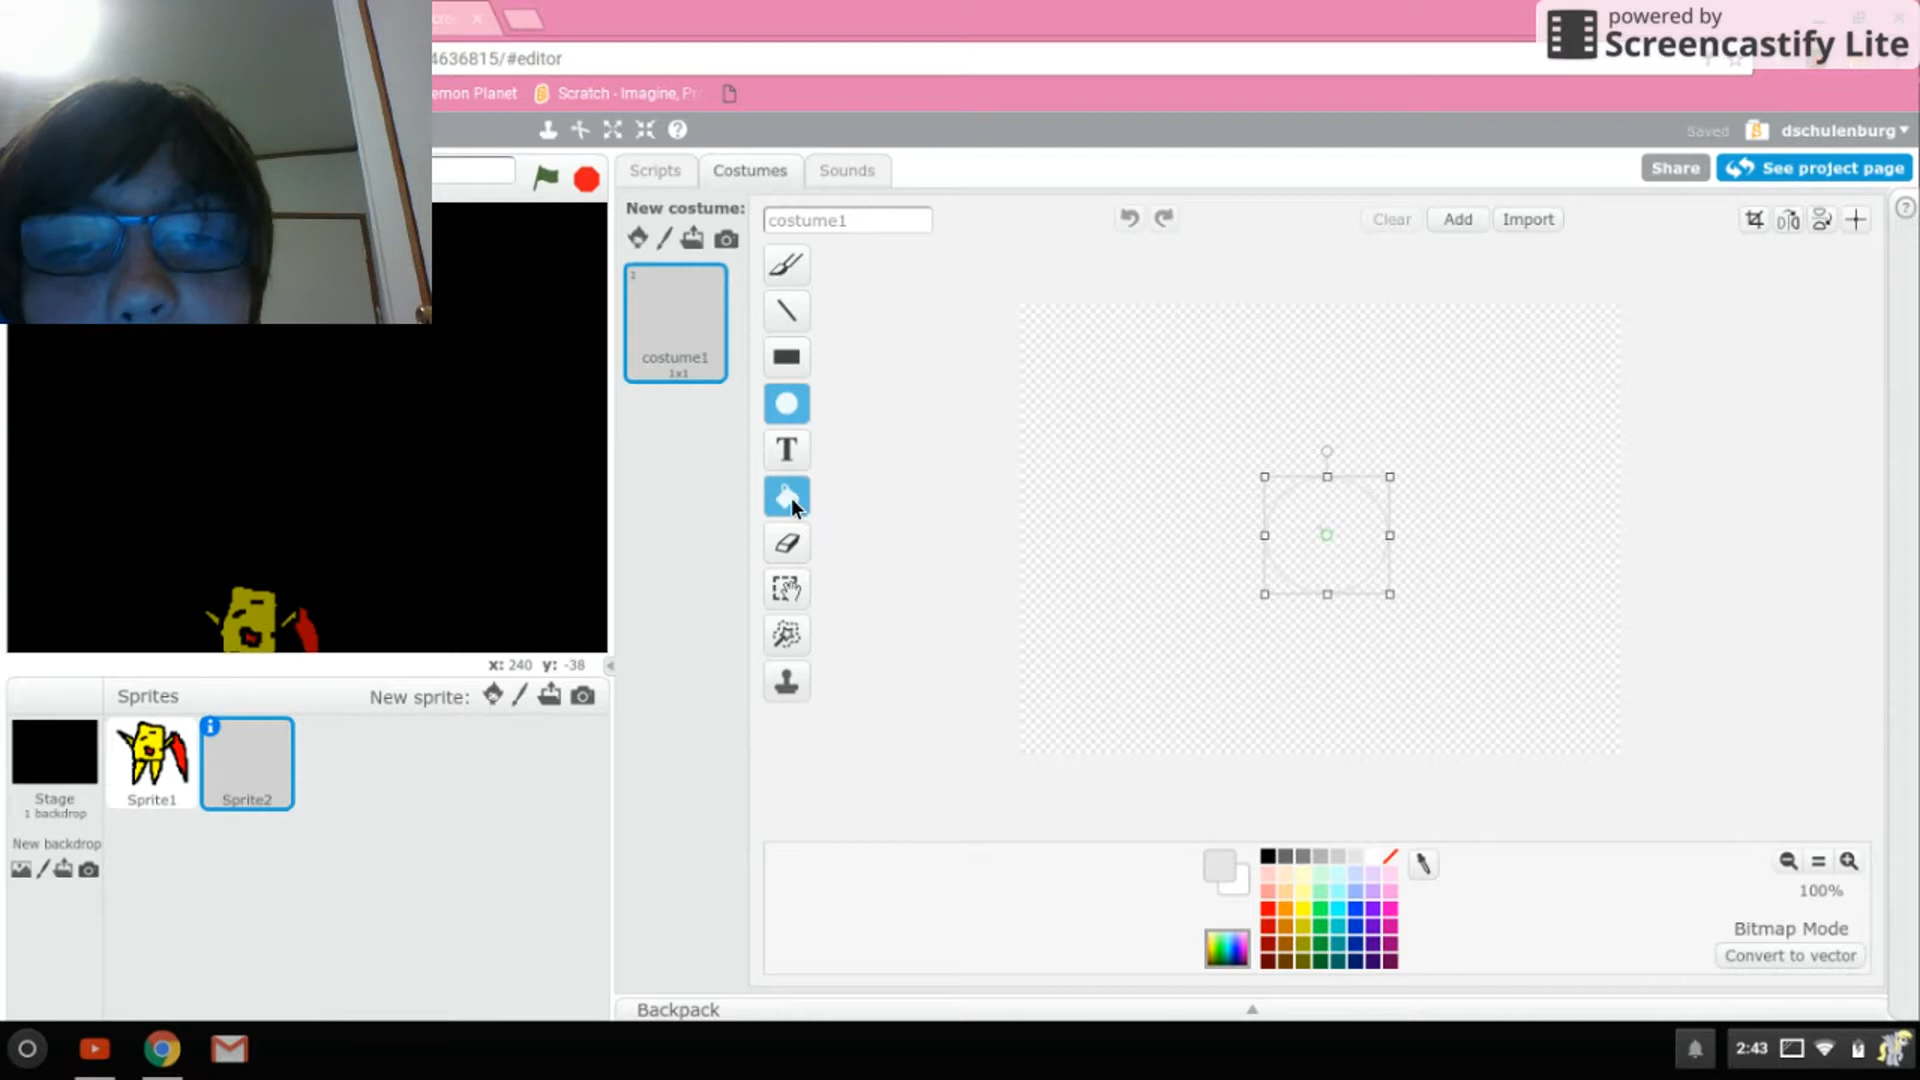 powered by
Screencastify Lite
4636815/#editor
emon Planet
Scratch - Imagine, Pr
Saved
dschulenburg
Scripts
Costumes
Sounds
Share
See project page
New costume:
costume1
Clear
Add
Import
1
costume1
1x1
T
x: 240 y: -38
Sprites
New sprite:
Stage
1 backdrop
Sprite1
Sprite2
New backdrop
100%
Bitmap Mode
Convert to vector
Backpack
2:43